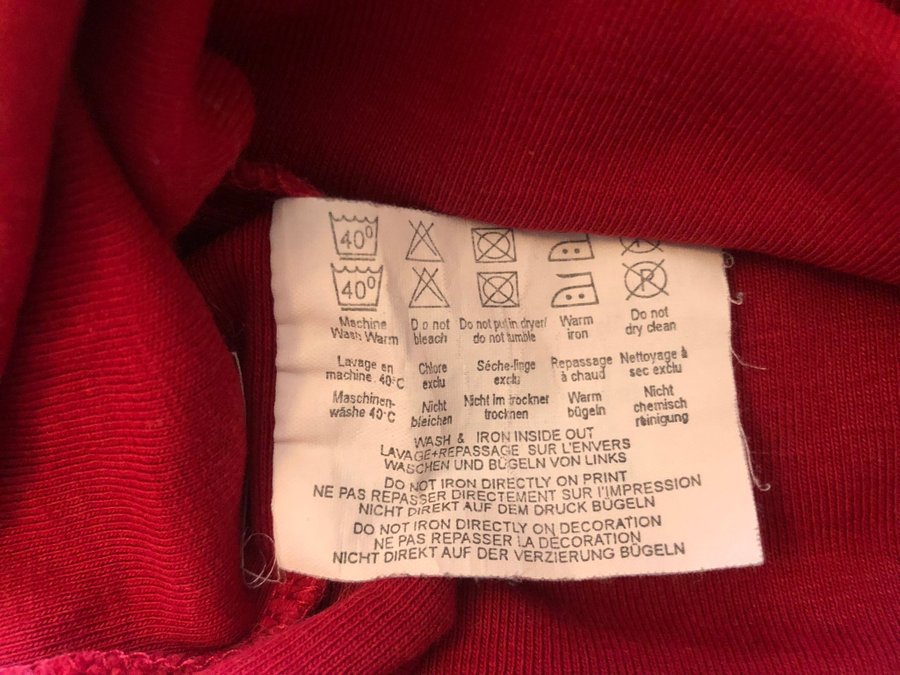 40⁰
40⁰ P
Machine Wash Warm
Do not bleach
Do not put in dryer/ do not tumble
Warm iron
Do not dry clean
Lavage en machine 40°C
Chlore exclu
Séche-linge exclu
Repassage à chaud
Nettoyage à sec exclu
Maschinen- wäshe 40°C
Nicht bleichen
Nicht im trockner trocknen
Warm bügeln
Nicht chemisch reinigung
WASH & IRON INSIDE OUT
LAVAGE+REPASSAGE SUR L'ENVERS
WASCHEN UND BÜGELN VON LINKS
DO NOT IRON DIRECTLY ON PRINT
NE PAS REPASSER DIRECTEMENT SUR l'IMPRESSION
NICHT DIREKT AUF DEM DRUCK BÜGELN
DO NOT IRON DIRECTLY ON DECORATION
NE PAS REPASSER LA DÉCORATION
NICHT DIREKT AUF DER VERZIERUNG BÜGELN